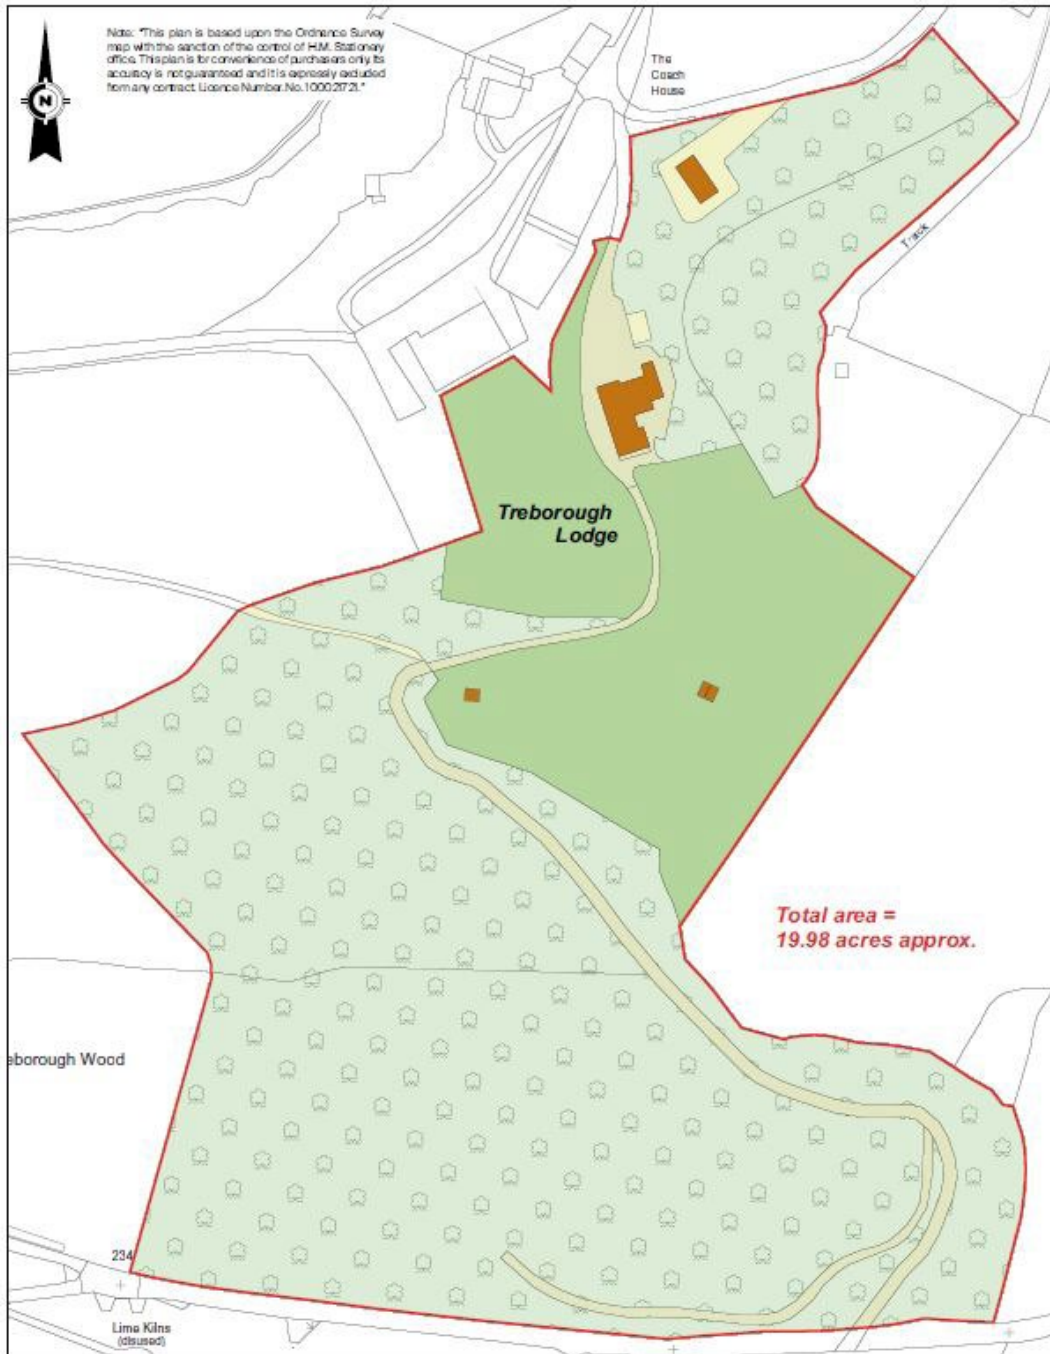 Note: "This plan is based upon the Ordnance Survey
map with the sanction of the control of H.M. Stationery
office. This plan is for convenience of purchasers only. Its
accuracy is not guaranteed and it is expressly excluded
from any contract. Licence Number. No. 100021721."
N
The
Coach
House
Track
Treborough
Lodge
Total area =
19.98 acres approx.
eborough Wood
234
Lime Kilns
(disused)